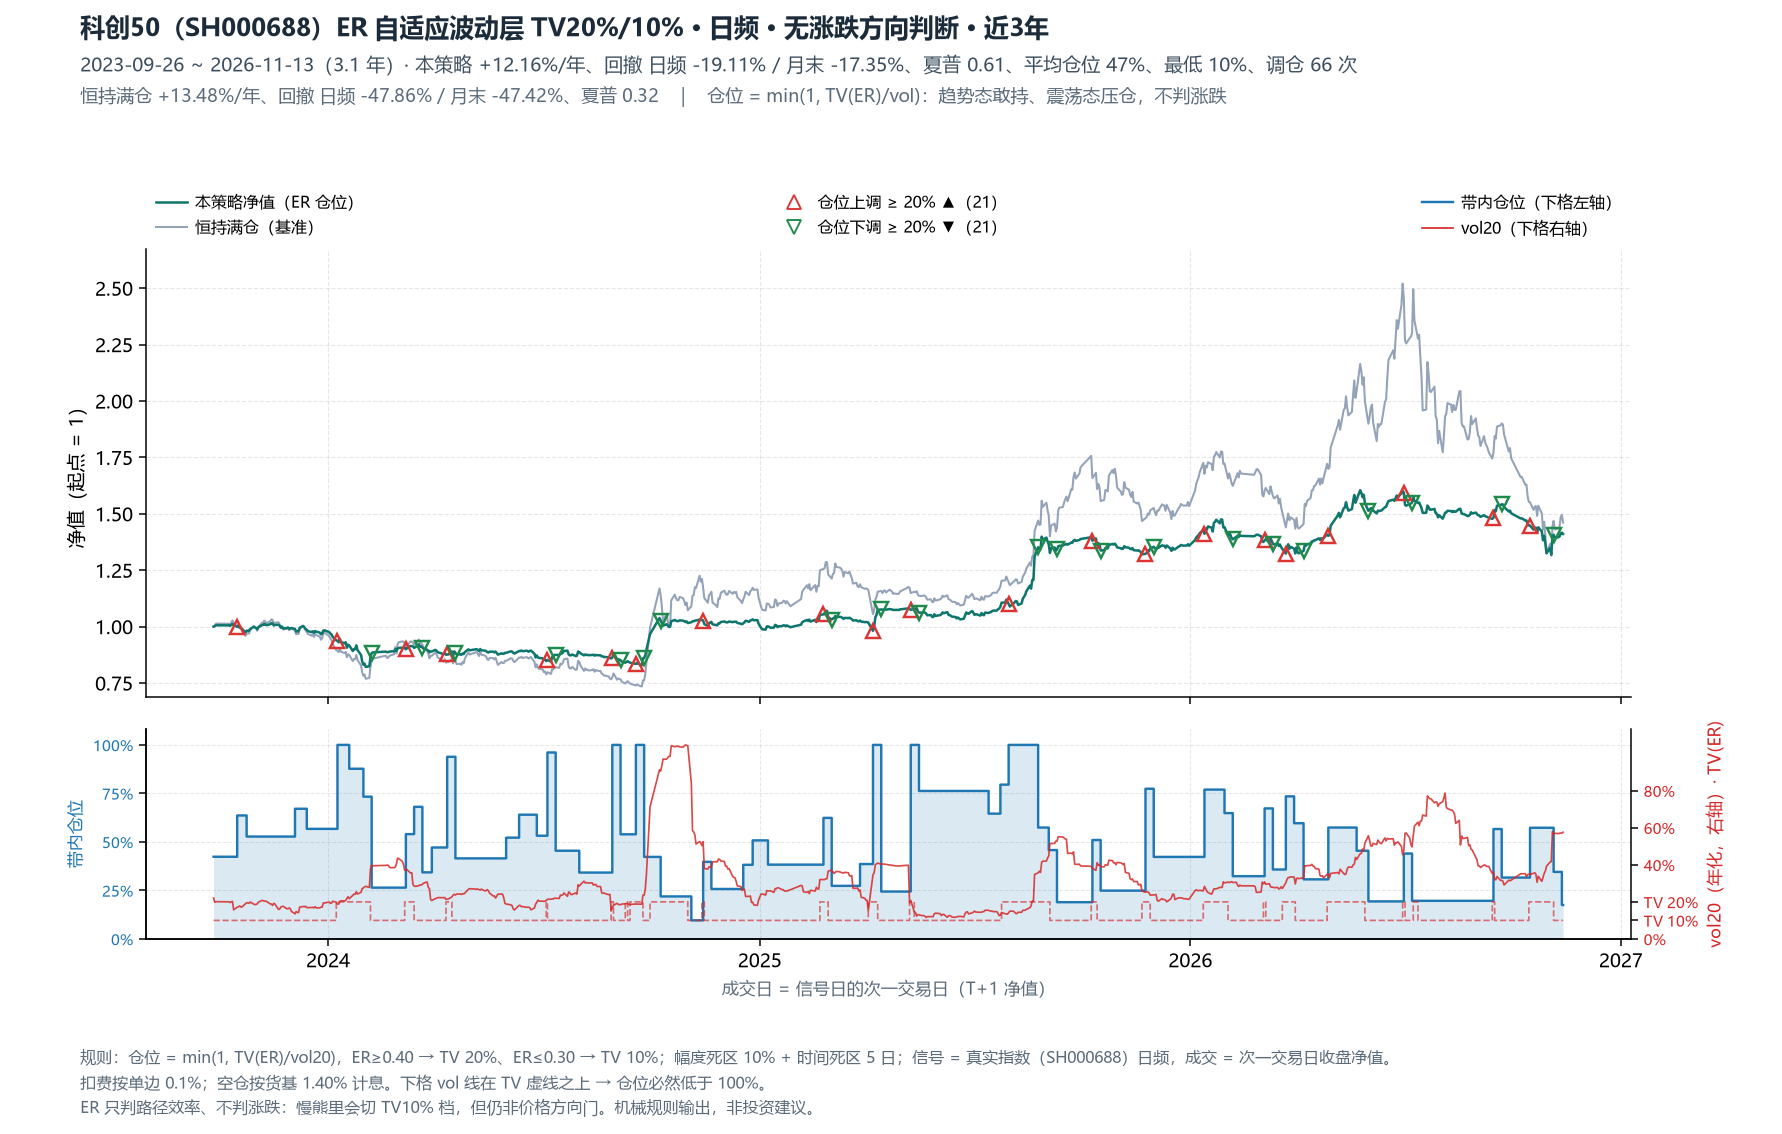 科创50（SH000688）ER 自适应波动层 TV20%/10% • 日频 • 无涨跌方向判断 • 近3年
2023-09-26 ~ 2026-11-13（3.1 年）· 本策略 +12.16%/年、回撤 日频 -19.11% / 月末 -17.35%、夏普 0.61、平均仓位 47%、最低 10%、调仓 66 次
恒持满仓 +13.48%/年、回撤 日频 -47.86% / 月末 -47.42%、夏普 0.32 | 仓位 = min(1, TV(ER)/vol)：趋势态敢持、震荡态压仓，不判涨跌
本策略净值（ER 仓位）
恒持满仓（基准）
仓位上调 ≥ 20% ▲（21）
仓位下调 ≥ 20% ▼（21）
带内仓位（下格左轴）
vol20（下格右轴）
净值（起点 = 1）
2.50
2.25
2.00
1.75
1.50
1.25
1.00
0.75
带内仓位
100%
75%
50%
25%
0%
80%
60%
40%
TV 20%
TV 10%
0%
vol20（年化，右轴）· TV(ER)
2024
2025
2026
2027
成交日 = 信号日的次一交易日（T+1 净值）
规则：仓位 = min(1, TV(ER)/vol20)，ER≥0.40 → TV 20%、ER≤0.30 → TV 10%；幅度死区 10% + 时间死区 5 日；信号 = 真实指数（SH000688）日频，成交 = 次一交易日收盘净值。
扣费按单边 0.1%；空仓按货基 1.40% 计息。下格 vol 线在 TV 虚线之上 → 仓位必然低于 100%。
ER 只判路径效率、不判涨跌：慢熊里会切 TV10% 档，但仍非价格方向门。机械规则输出，非投资建议。